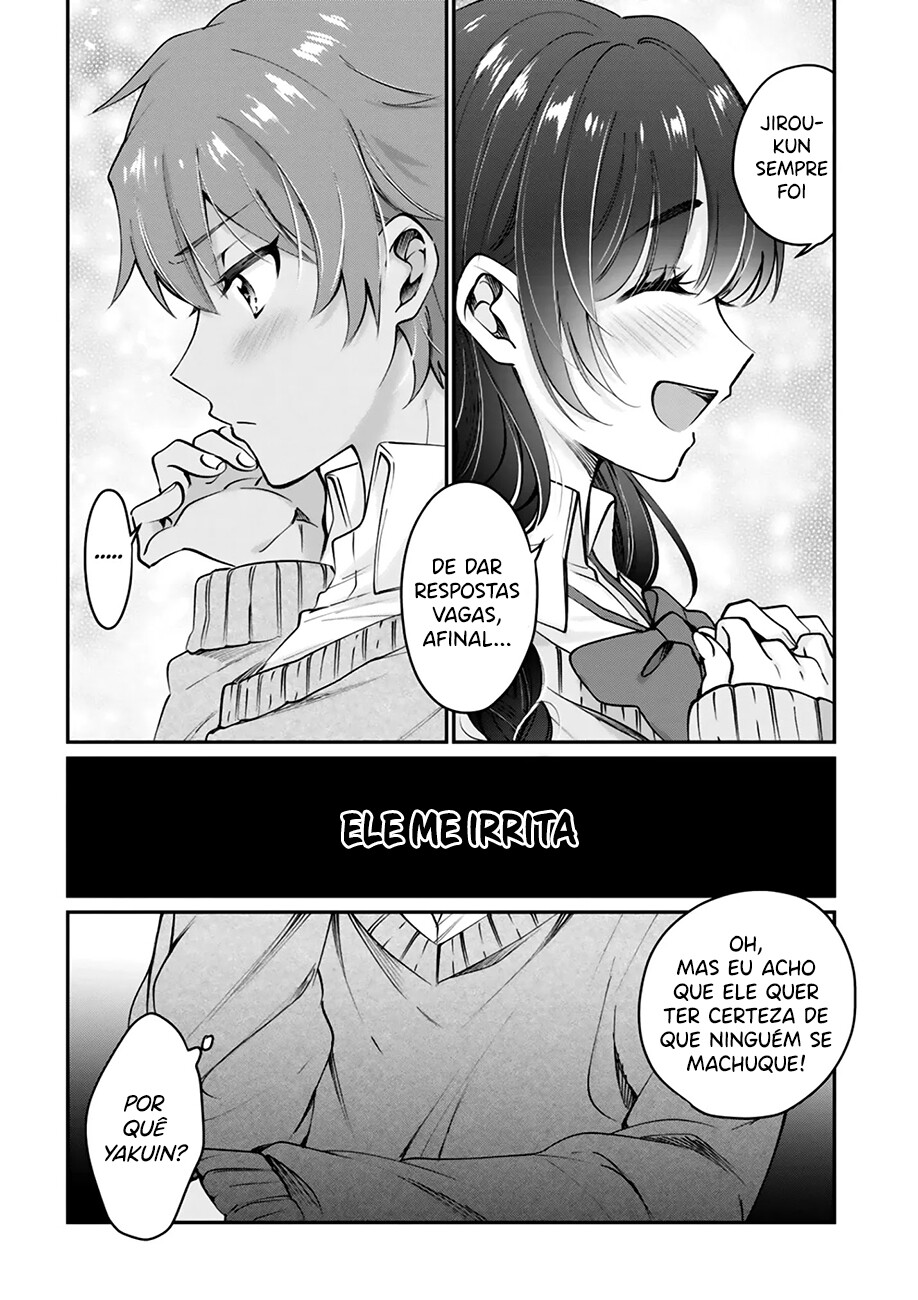 JIROU-
KUN
SEMPRE
FOI
DE DAR
RESPOSTAS
VAGAS,
AFINAL...
......
ELE ME IRRITA
OH,
MAS EU ACHO
QUE ELE QUER
TER CERTEZA DE
QUE NINGUÉM SE
MACHUQUE!
POR
QUÊ
YAKUIN?